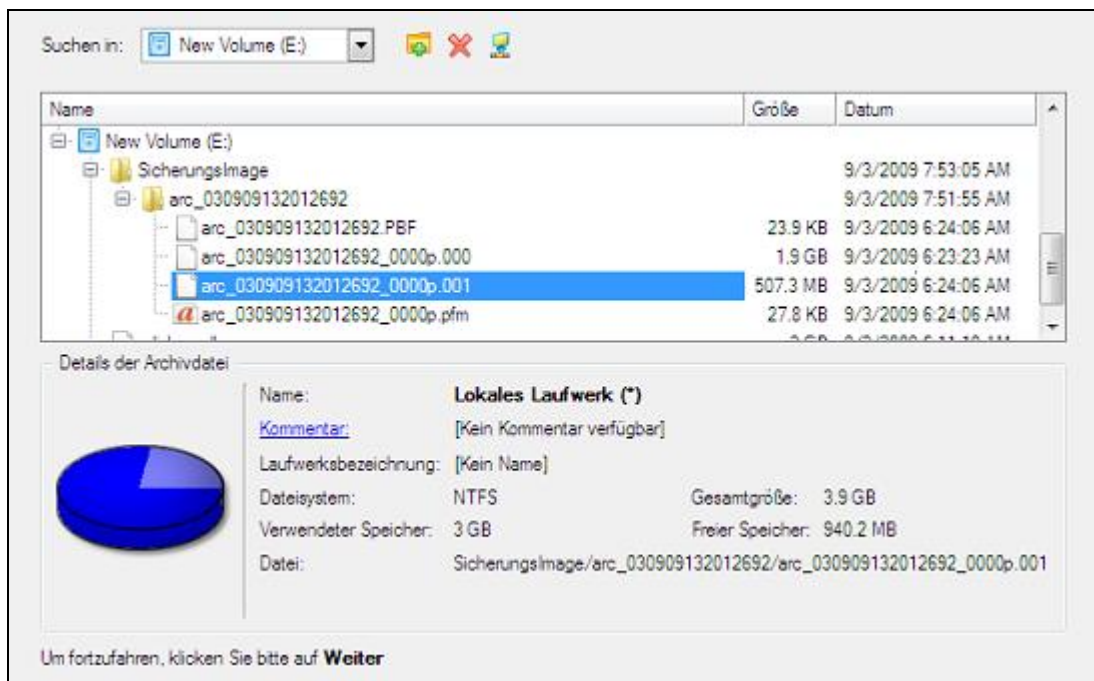 Suchen in: New Volume (E:)
Name Größe Datum
New Volume (E:)
SicherungsImage 9/3/2009 7:53:05 AM
arc_030909132012692 9/3/2009 7:51:55 AM
arc_030909132012692.PBF 23.9 KB 9/3/2009 6:24:06 AM
arc_030909132012692_0000p.000 1.9 GB 9/3/2009 6:23:23 AM
arc_030909132012692_0000p.001 507.3 MB 9/3/2009 6:24:06 AM
a arc_030909132012692_0000p.pfm 27.8 KB 9/3/2009 6:24:06 AM
Details der Archivdatei
Name: Lokales Laufwerk (*)
Kommentar: [Kein Kommentar verfügbar]
Laufwerksbezeichnung: [Kein Name]
Dateisystem: NTFS Gesamtgröße: 3.9 GB
Verwendeter Speicher: 3 GB Freier Speicher: 940.2 MB
Datei: SicherungsImage/arc_030909132012692/arc_030909132012692_0000p.001
Um fortzufahren, klicken Sie bitte auf Weiter